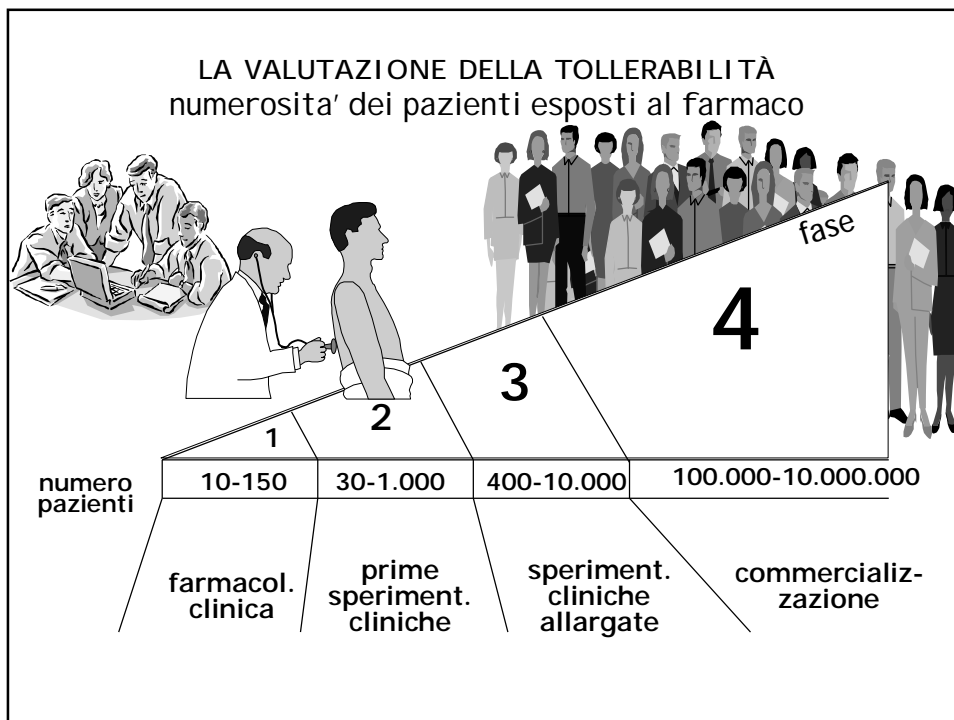 LA VALUTAZIONE DELLA TOLLERABILITÀ
numerosita' dei pazienti esposti al farmaco
fase
1
2
3
4
numero
pazienti
10-150
30-1.000
400-10.000
100.000-10.000.000
farmacol.
clinica
prime
speriment.
cliniche
speriment.
cliniche
allargate
commercializ-
zazione